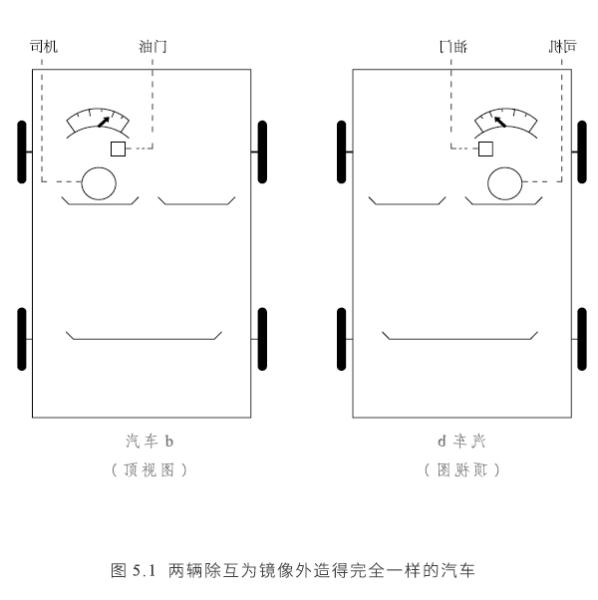 司机 油门 油门 司机
汽车 b 汽车 d
（顶视图） （顶视图）
图 5.1 两辆除互为镜像外造得完全一样的汽车